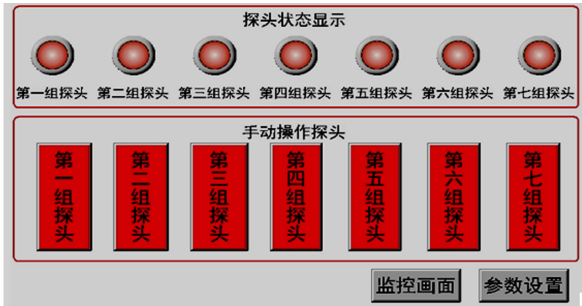 探头状态显示
第一组探头 第二组探头 第三组探头 第四组探头 第五组探头 第六组探头 第七组探头
手动操作探头
第一组探头 第二组探头 第三组探头 第四组探头 第五组探头 第六组探头 第七组探头
监控画面 参数设置